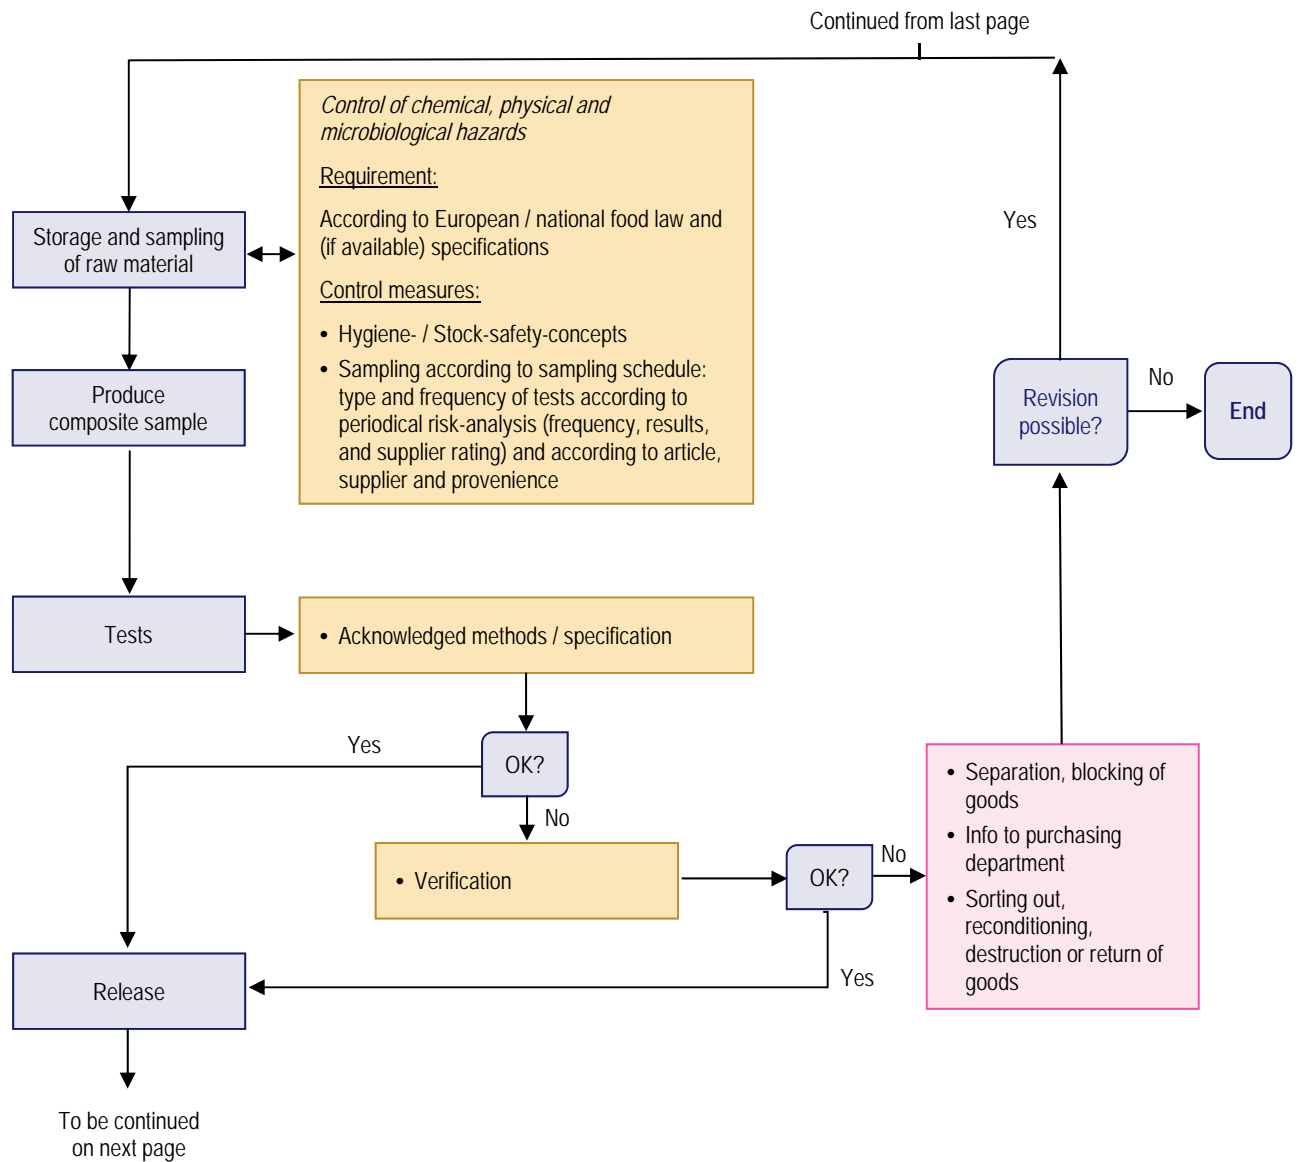 Continued from last page
Control of chemical, physical and
microbiological hazards
Requirement:
According to European / national food law and
(if available) specifications
Control measures:
• Hygiene- / Stock-safety-concepts
• Sampling according to sampling schedule:
type and frequency of tests according to
periodical risk-analysis (frequency, results,
and supplier rating) and according to article,
supplier and provenience
Storage and sampling
of raw material
Yes
Produce
composite sample
Revision
possible?
No
End
Tests
• Acknowledged methods / specification
Yes
OK?
No
• Verification
OK?
No
• Separation, blocking of
goods
• Info to purchasing
department
• Sorting out,
reconditioning,
destruction or return of
goods
Yes
Release
To be continued
on next page